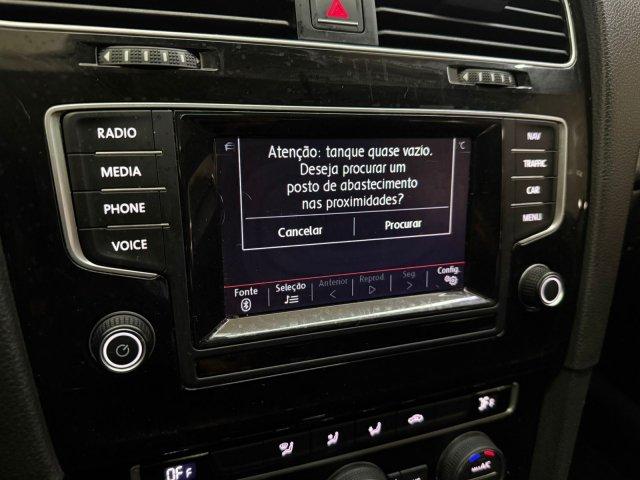 RADIO
MEDIA
PHONE
VOICE
NAV
TRAFFIC
CAR
MENU
°C
Atenção: tanque quase vazio.
Deseja procurar um
posto de abastecimento
nas proximidades?
Cancelar Procurar
Fonte Seleção Anterior Reprod. Seg. Config.
OFF
A/C